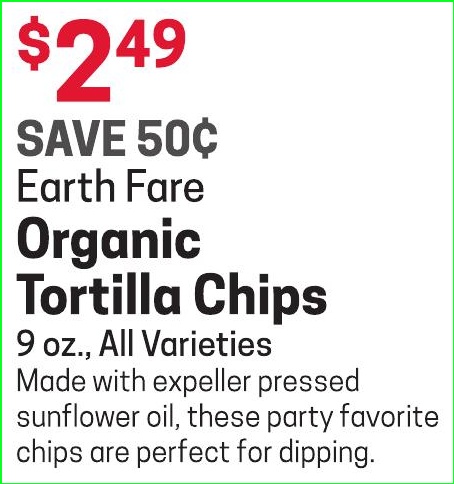 $2.49
SAVE 50¢
Earth Fare
Organic
Tortilla Chips
9 oz., All Varieties
Made with expeller pressed
sunflower oil, these party favorite
chips are perfect for dipping.